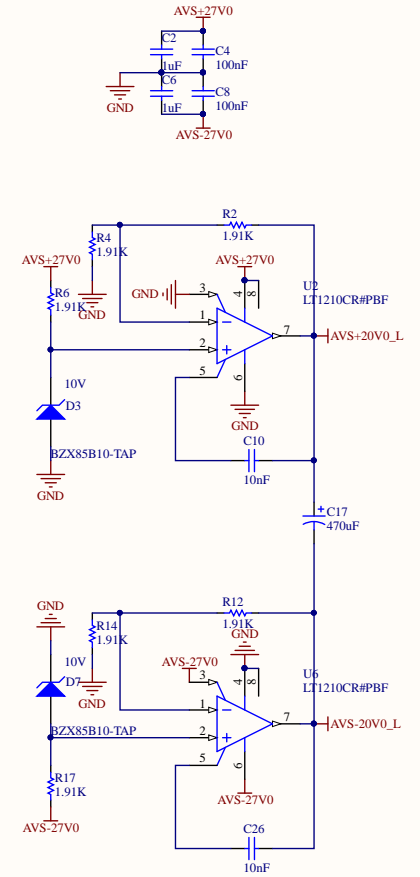 AVS+27V0
C2
C4
1uF
100nF
C6
C8
1uF
100nF
GND
AVS-27V0
R2
1.91K
R4
1.91K
AVS+27V0
AVS+27V0
R6
1.91K
GND
GND
3
4
8
U2
LT1210CR#PBF
1
7
AVS+20V0_L
2
5
6
10V
D3
GND
BZX85B10-TAP
C10
10nF
GND
+
C17
470uF
GND
R12
1.91K
R14
1.91K
GND
10V
D7
GND
AVS-27V0
3
4
8
U6
LT1210CR#PBF
1
BZX85B10-TAP
7
AVS-20V0_L
2
5
6
R17
1.91K
AVS-27V0
AVS-27V0
C26
10nF